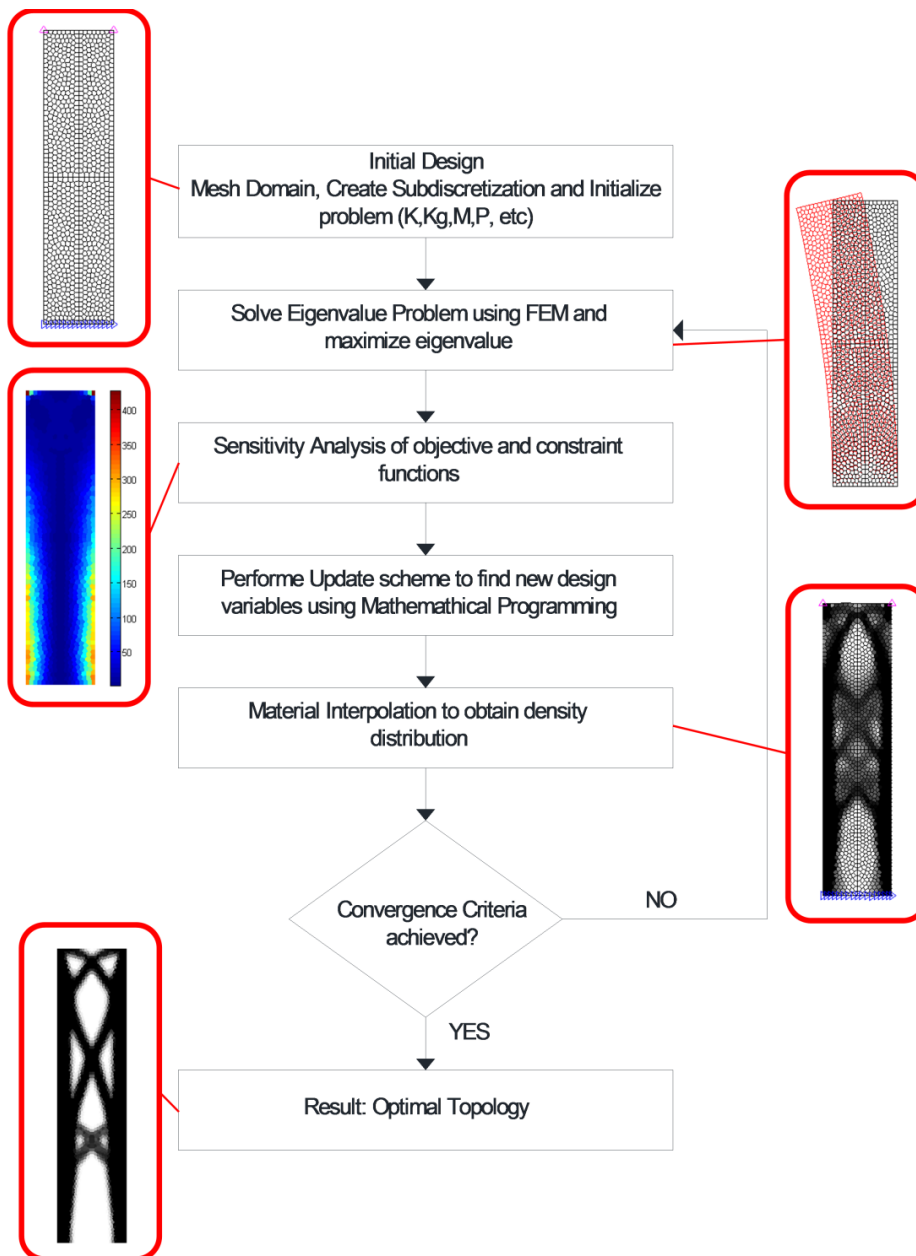 Initial Design
Mesh Domain, Create Subdiscretization and Initialize
problem (K,Kg,M,P, etc)
Solve Eigenvalue Problem using FEM and
maximize eigenvalue
400
350
300
250
200
150
100
50
Sensitivity Analysis of objective and constraint
functions
Performe Update scheme to find new design
variables using Mathemathical Programming
Material Interpolation to obtain density
distribution
Convergence Criteria
achieved?
NO
YES
Result: Optimal Topology